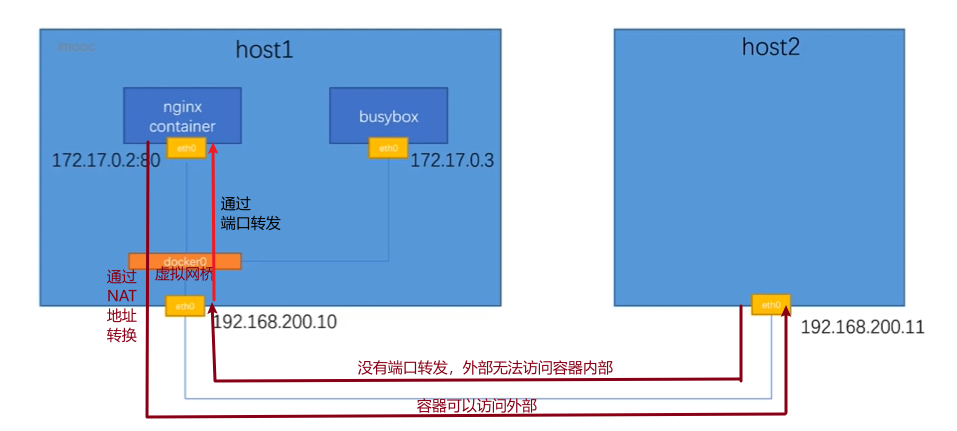 imooc
host1
host2
nginx
container
busybox
eth0
eth0
172.17.0.2:80
172.17.0.3
通过
端口转发
docker0
虚拟网桥
通过
NAT
地址
转换
eth0
192.168.200.10
eth0
192.168.200.11
没有端口转发，外部无法访问容器内部
容器可以访问外部